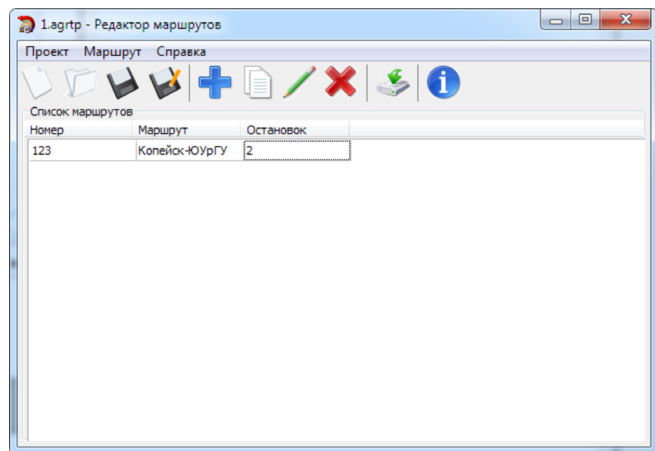 1.agrtp - Редактор маршрутов
Проект Маршрут Справка
Список маршрутов
Номер Маршрут Остановок
123 Копейск-ЮУрГУ 2